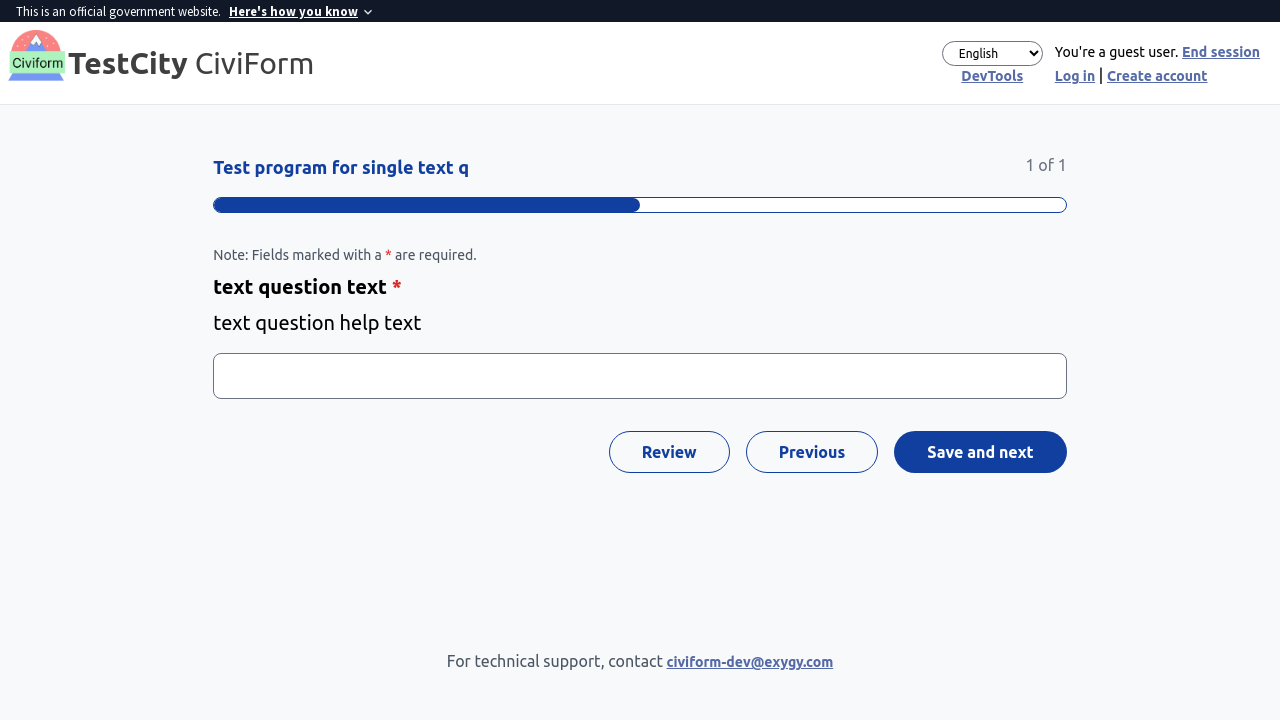 This is an official government website. Here's how you know
Civiform
TestCity CiviForm
English
DevTools
You're a guest user. End session
Log in | Create account
Test program for single text q
1 of 1
Note: Fields marked with a * are required.
text question text *
text question help text
Review
Previous
Save and next
For technical support, contact civiform-dev@exygy.com